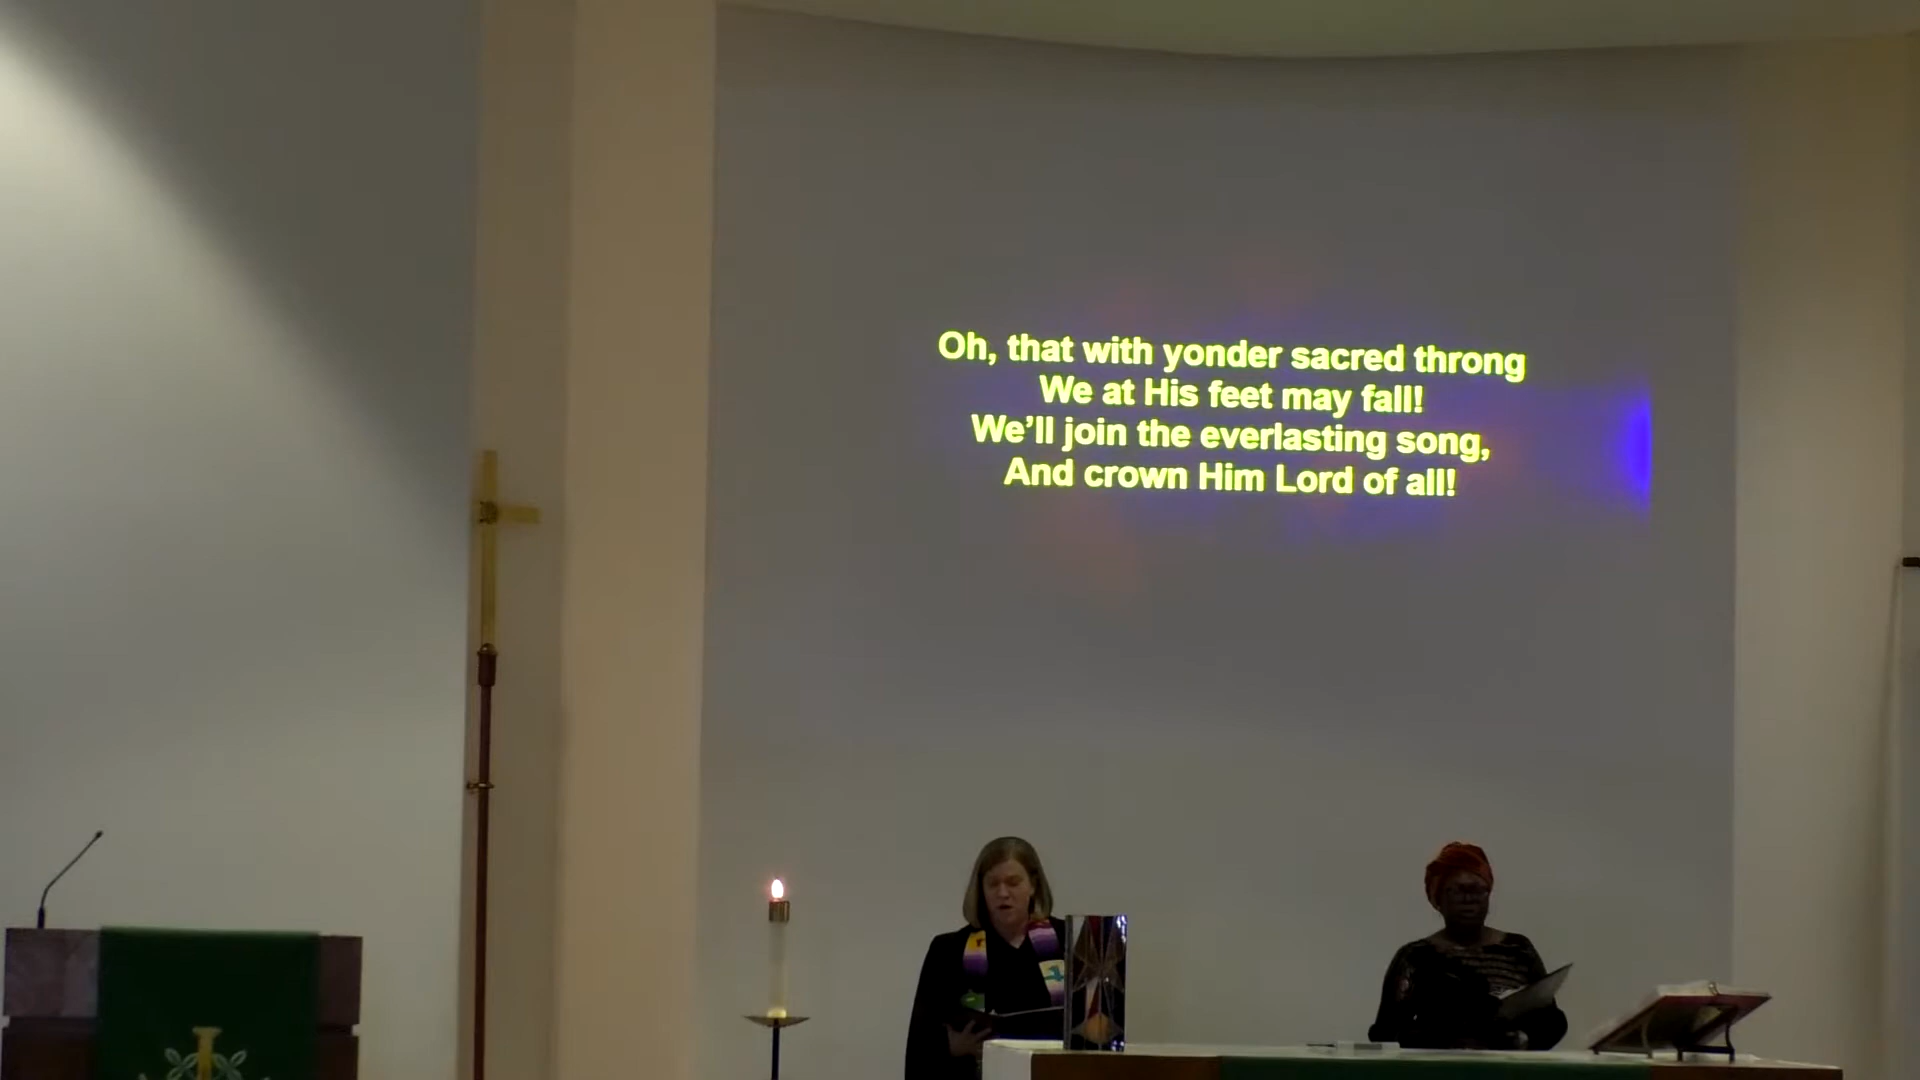 Oh, that with yonder sacred throng
We at His feet may fall!
We’ll join the everlasting song,
And crown Him Lord of all!